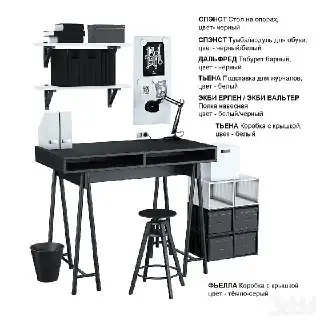 СПЭНСТ Стол на опорах,
цвет- черный
СПЭНСТ Тумба/модуль для обуви,
цвет - черный/белый
ДАЛЬФРЕД Табурет барный,
цвет - черный
ТЬЕНА Подставка для журналов,
цвет - белый
ЭКБИ ЕРПЕН / ЭКБИ ВАЛЬТЕР
Полка навесная
цвет - белый/черный
ТЬЕНА Коробка с крышкой,
цвет - белый
ФЬЕЛЛА Коробка с крышкой
цвет - тёмно-серый